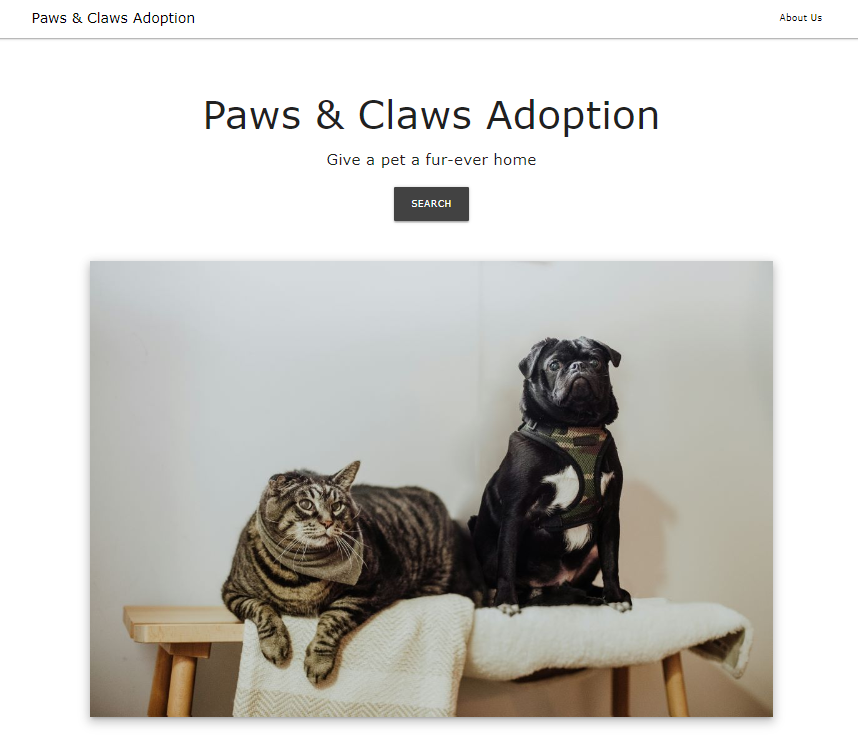 Paws & Claws Adoption
About Us
Paws & Claws Adoption
Give a pet a fur-ever home
SEARCH